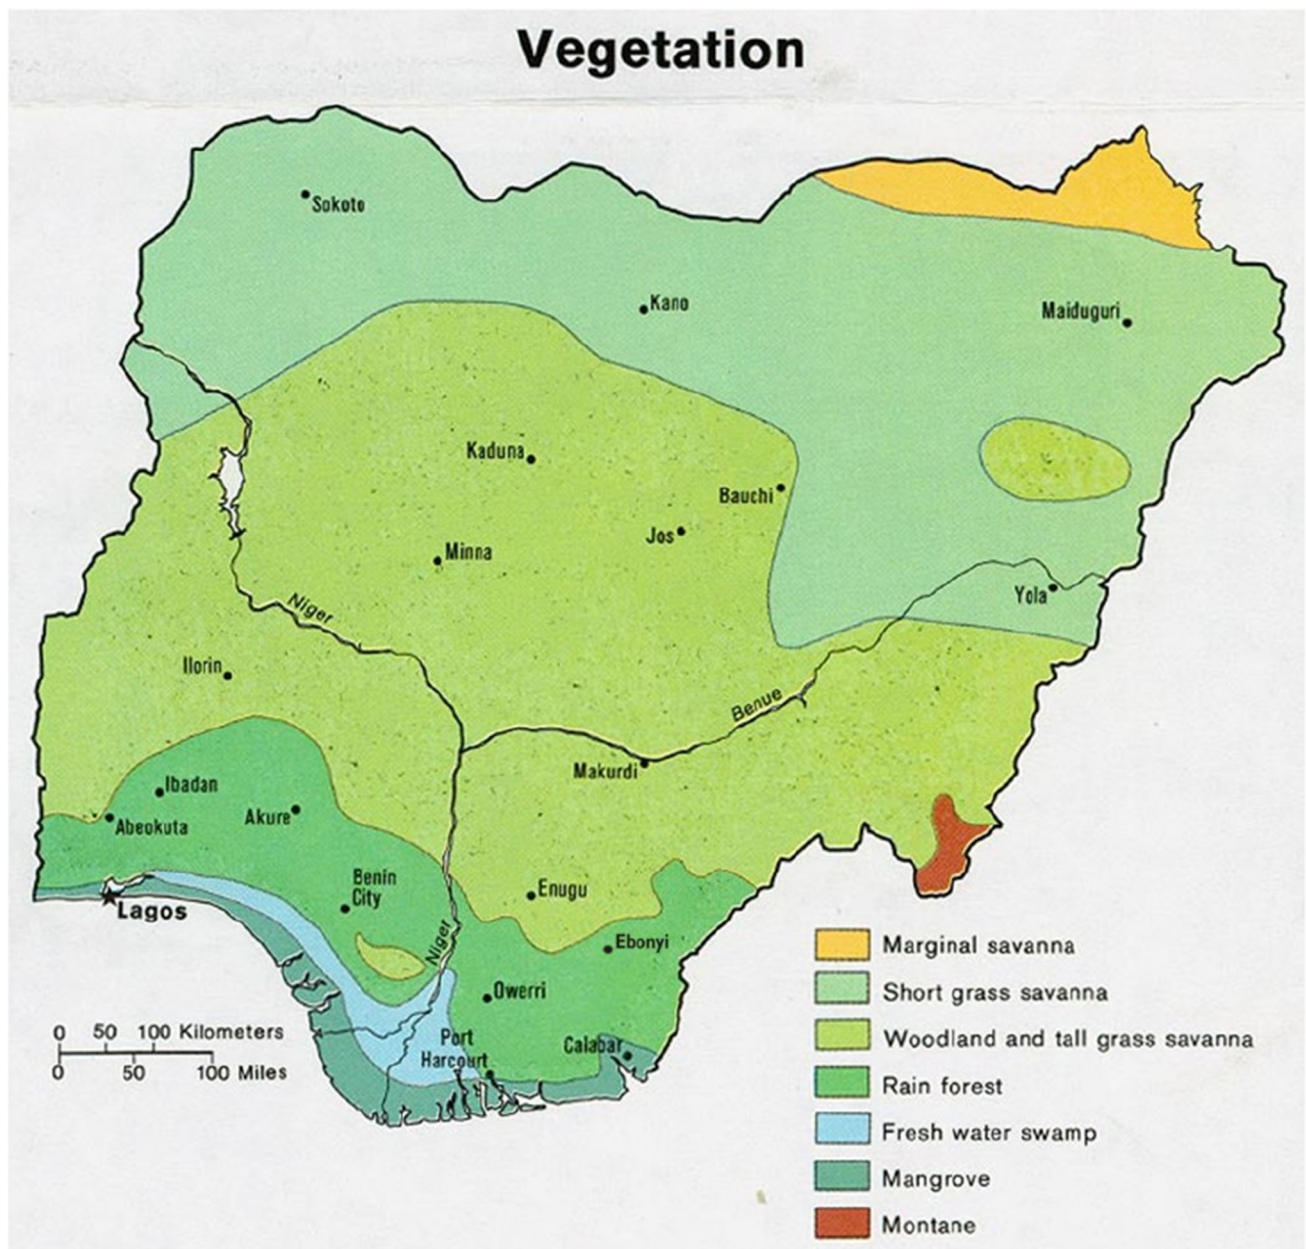 Vegetation
Sokoto
Kano
Maiduguri
Kaduna
Bauchi
Jos
Minna
Yola
Niger
Ilorin
Benue
Makurdi
Ibadan
Akure
Abeokuta
Benin
City
Enugu
Lagos
Niger
Ebonyi
Owerri
Port
Harcourt
Calabar
0 50 100 Kilometers
0 50 100 Miles
Marginal savanna
Short grass savanna
Woodland and tall grass savanna
Rain forest
Fresh water swamp
Mangrove
Montane